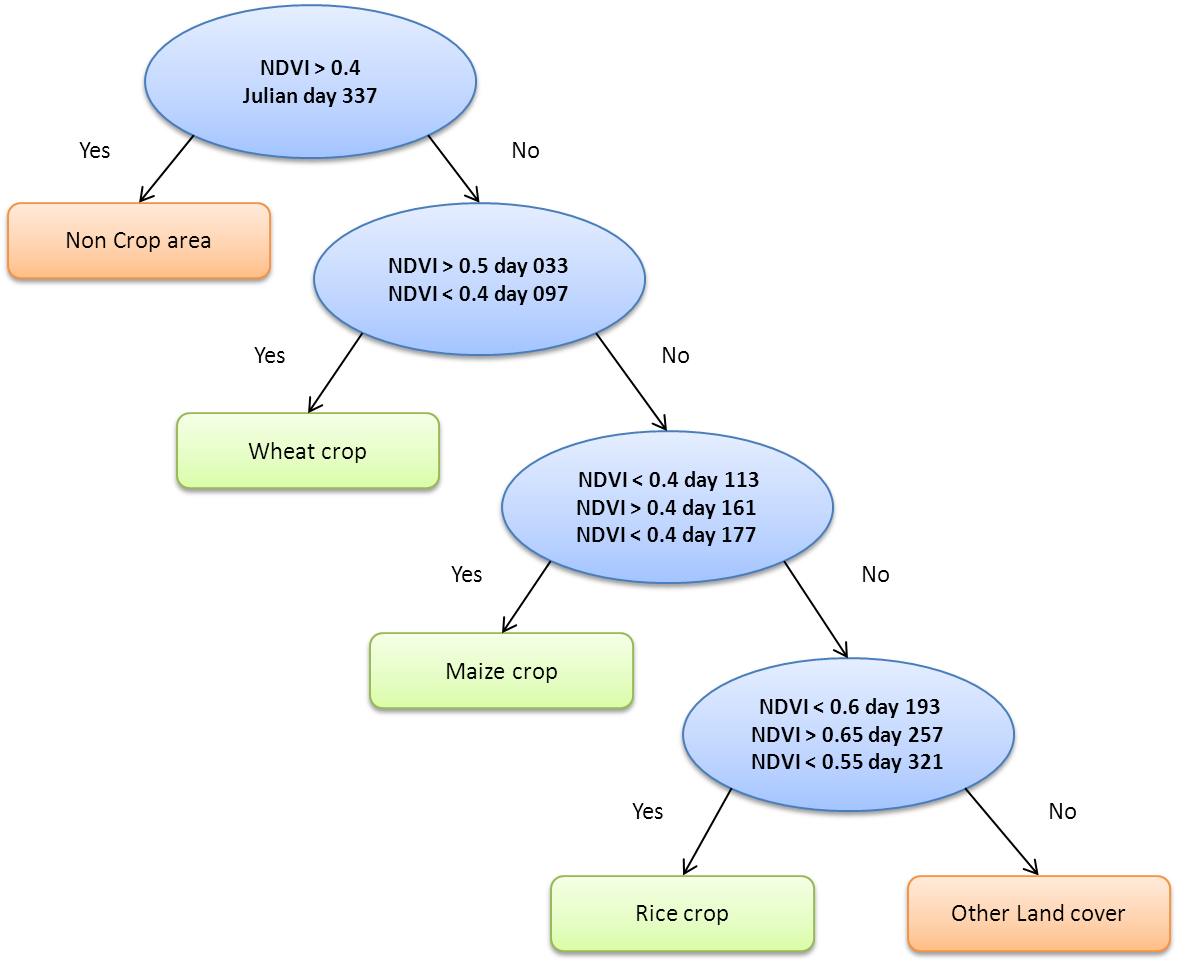 NDVI > 0.4
Julian day 337
Yes
No
Non Crop area
NDVI > 0.5 day 033
NDVI < 0.4 day 097
Yes
No
Wheat crop
NDVI < 0.4 day 113
NDVI > 0.4 day 161
NDVI < 0.4 day 177
Yes
No
Maize crop
NDVI < 0.6 day 193
NDVI > 0.65 day 257
NDVI < 0.55 day 321
Yes
No
Rice crop
Other Land cover